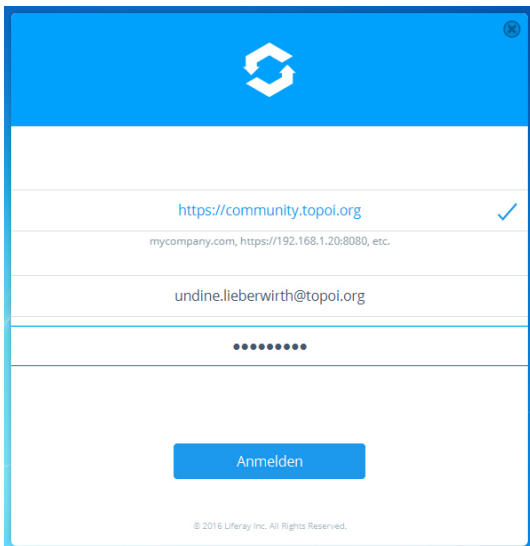 https://community.topoi.org
mycompany.com, https://192.168.1.20:8080, etc.
undine.lieberwirth@topoi.org
•••••••••
Anmelden
© 2016 Liferay Inc. All Rights Reserved.